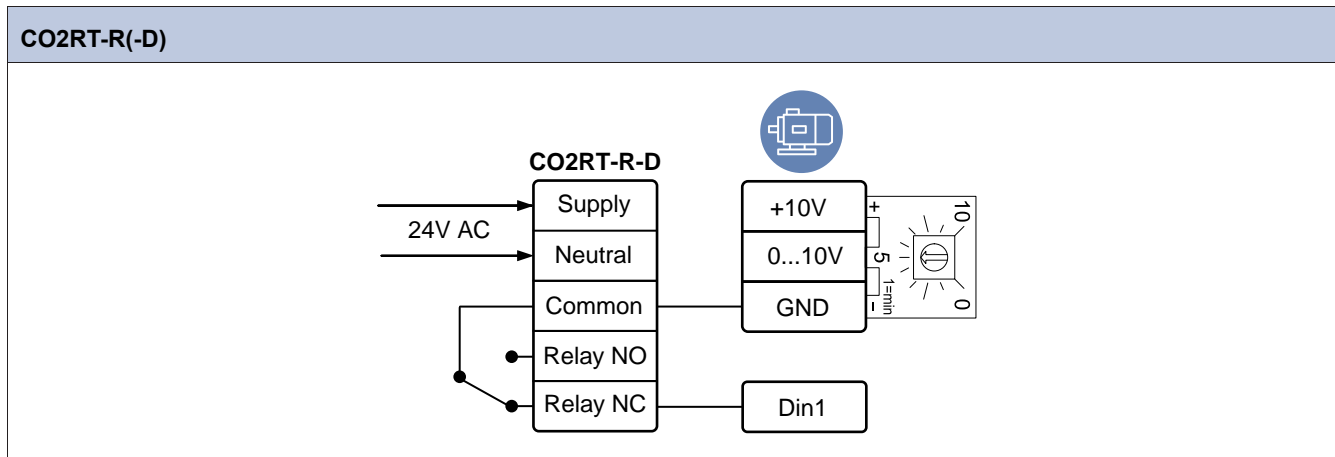 CO2RT-R(-D)
CO2RT-R-D
24V AC
Supply
Neutral
Common
Relay NO
Relay NC
+10V
0...10V
GND
Din1
+
-
10
5
1=min
0